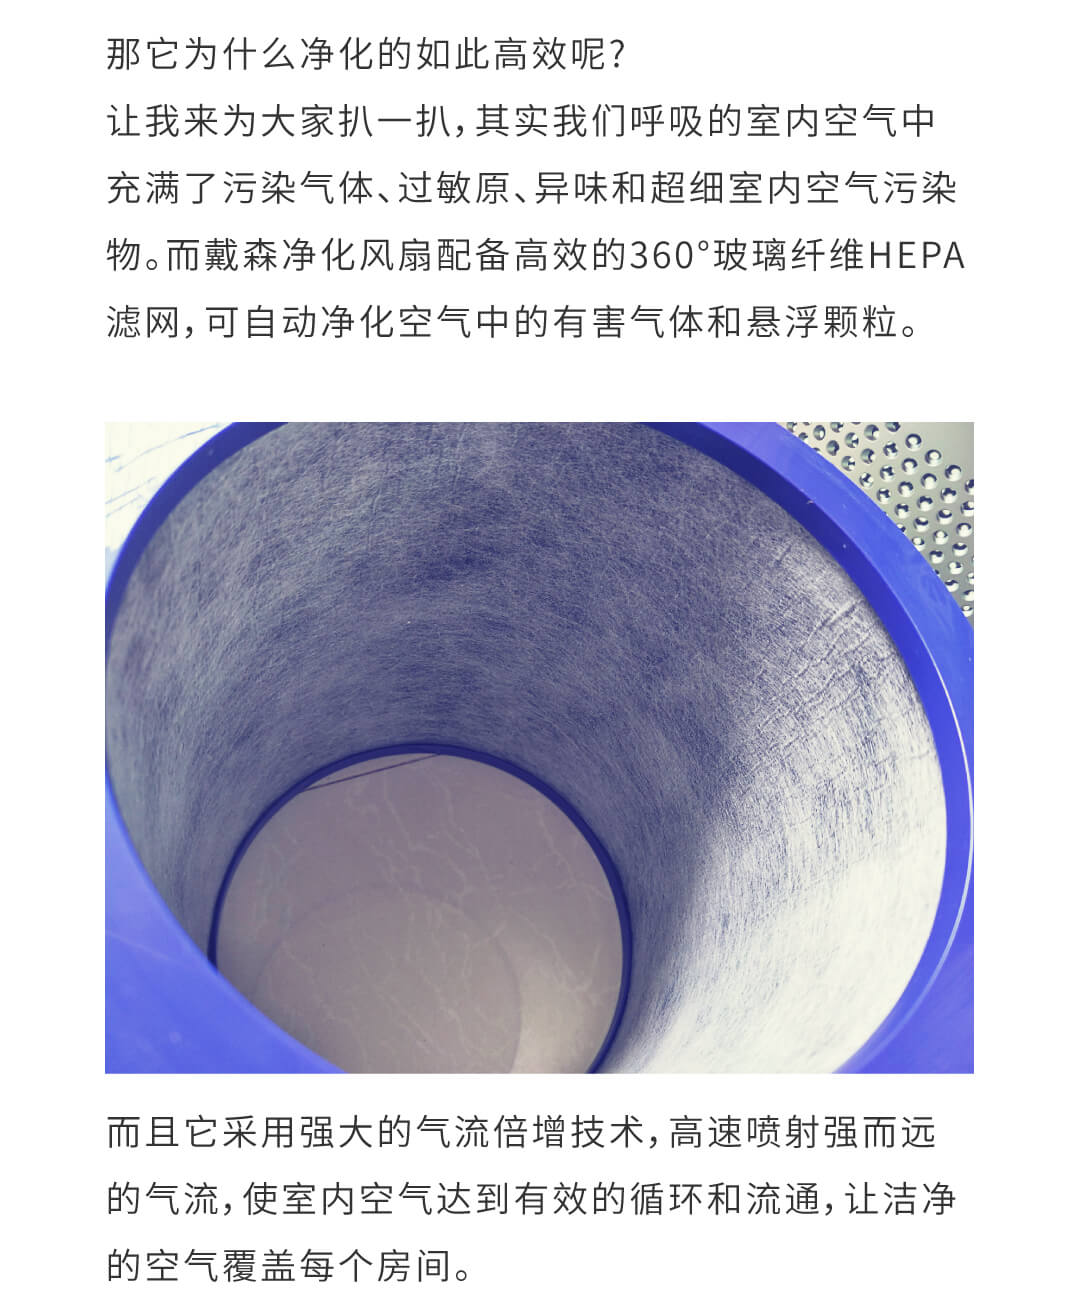 那它为什么净化的如此高效呢?
让我来为大家扒一扒，其实我们呼吸的室内空气中
充满了污染气体、过敏原、异味和超细室内空气污染
物。而戴森净化风扇配备高效的360°玻璃纤维HEPA
滤网，可自动净化空气中的有害气体和悬浮颗粒。
而且它采用强大的气流倍增技术，高速喷射强而远
的气流，使室内空气达到有效的循环和流通，让洁净
的空气覆盖每个房间。